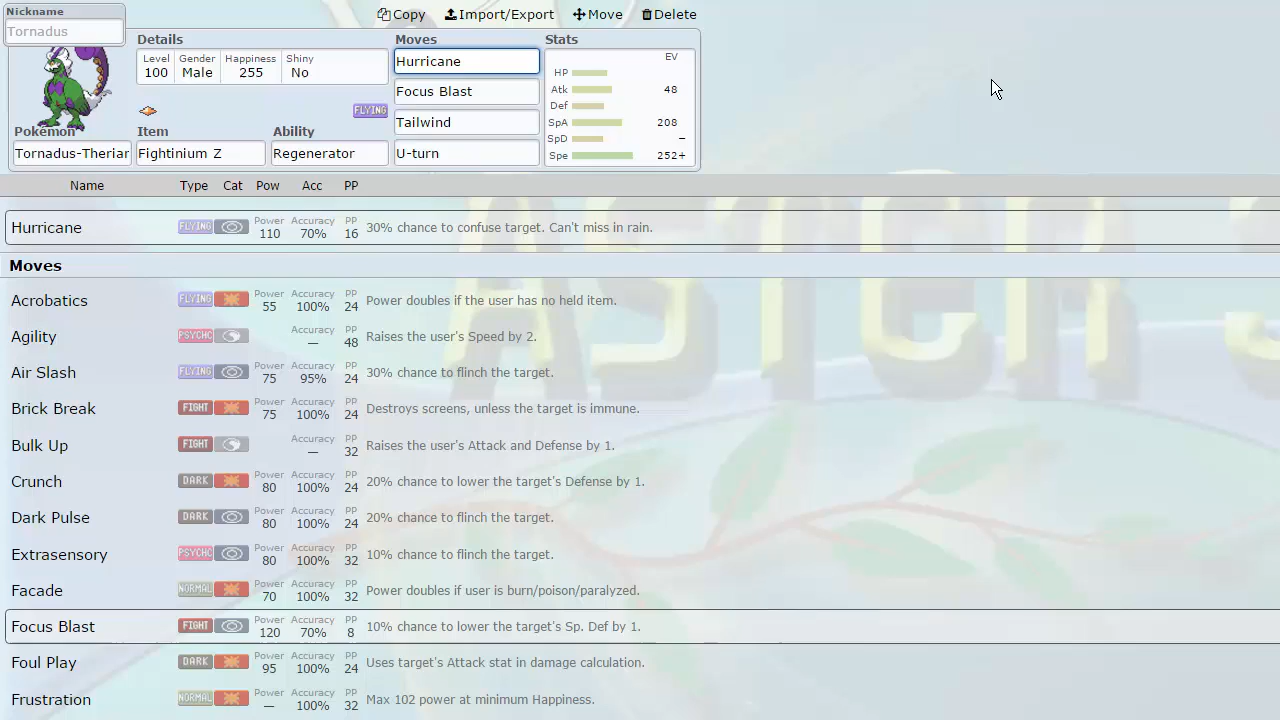 Nickname
Tornadus
Copy Import/Export Move Delete
Details
Level Gender Happiness Shiny
100 Male 255 No
FLYING
Pokémon Item Ability
Tornadus-Therian Fightinium Z Regenerator
Moves
Hurricane
Focus Blast
Tailwind
U-turn
Stats
EV
HP
Atk 48
Def
SpA 208
SpD –
Spe 252+
Name Type Cat Pow Acc PP
Hurricane FLYING Power 110 Accuracy 70% PP 16 30% chance to confuse target. Can't miss in rain.
Moves
Acrobatics FLYING Power 55 Accuracy 100% PP 24 Power doubles if the user has no held item.
Agility PSYCHC Accuracy — PP 48 Raises the user's Speed by 2.
Air Slash FLYING Power 75 Accuracy 95% PP 24 30% chance to flinch the target.
Brick Break FIGHT Power 75 Accuracy 100% PP 24 Destroys screens, unless the target is immune.
Bulk Up FIGHT Accuracy — PP 32 Raises the user's Attack and Defense by 1.
Crunch DARK Power 80 Accuracy 100% PP 24 20% chance to lower the target's Defense by 1.
Dark Pulse DARK Power 80 Accuracy 100% PP 24 20% chance to flinch the target.
Extrasensory PSYCHC Power 80 Accuracy 100% PP 32 10% chance to flinch the target.
Facade NORMAL Power 70 Accuracy 100% PP 32 Power doubles if user is burn/poison/paralyzed.
Focus Blast FIGHT Power 120 Accuracy 70% PP 8 10% chance to lower the target's Sp. Def by 1.
Foul Play DARK Power 95 Accuracy 100% PP 24 Uses target's Attack stat in damage calculation.
Frustration NORMAL Power — Accuracy 100% PP 32 Max 102 power at minimum Happiness.